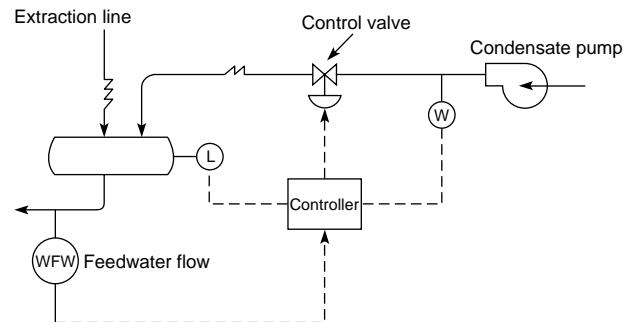 Extraction line
Control valve
Condensate pump
W
L
Controller
WFW
Feedwater flow